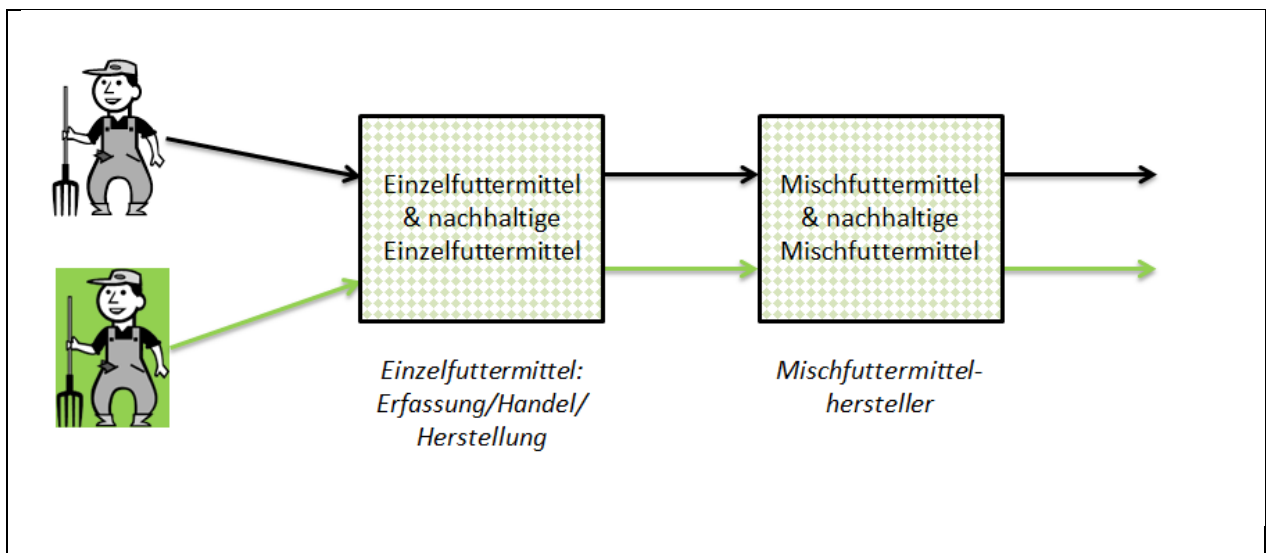 Einzelfuttermittel
& nachhaltige
Einzelfuttermittel
Mischfuttermittel
& nachhaltige
Mischfuttermittel
Einzelfuttermittel:
Erfassung/Handel/
Herstellung
Mischfuttermittel-
hersteller